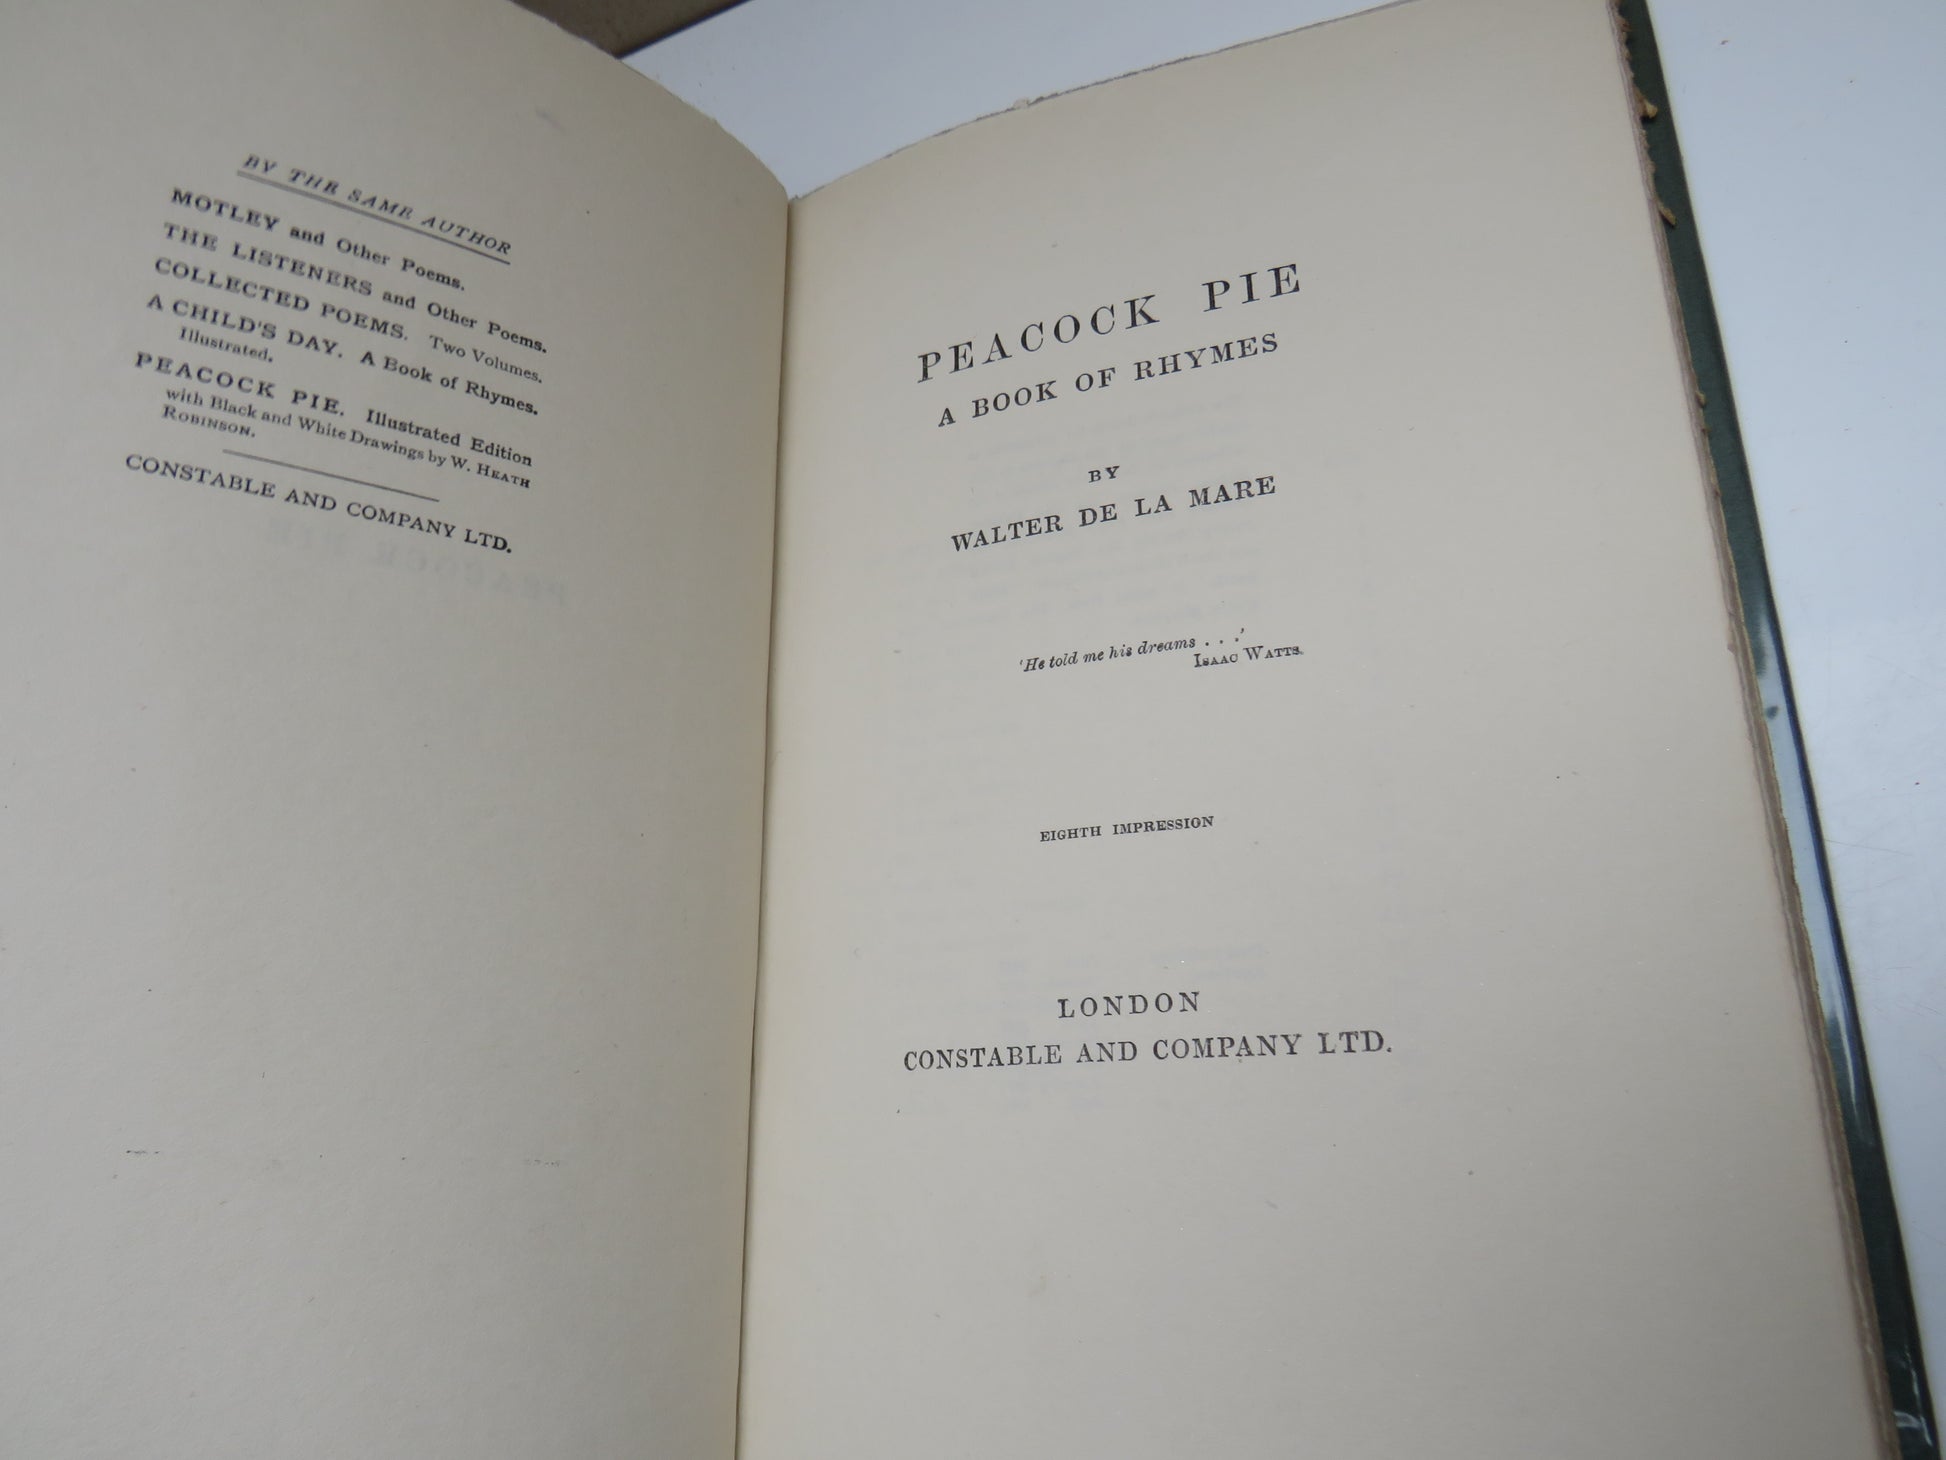 BY THE SAME AUTHOR
MOTLEY and Other Poems.
THE LISTENERS and Other Poems.
COLLECTED POEMS. Two Volumes.
A CHILD'S DAY. A Book of Rhymes.
Illustrated.
PEACOCK PIE. Illustrated Edition
with Black and White Drawings by W. HEATH
ROBINSON.
CONSTABLE AND COMPANY LTD.
PEACOCK PIE
A BOOK OF RHYMES
BY
WALTER DE LA MARE
'He told me his dreams . . .'
ISAAC WATTS.
EIGHTH IMPRESSION
LONDON
CONSTABLE AND COMPANY LTD.